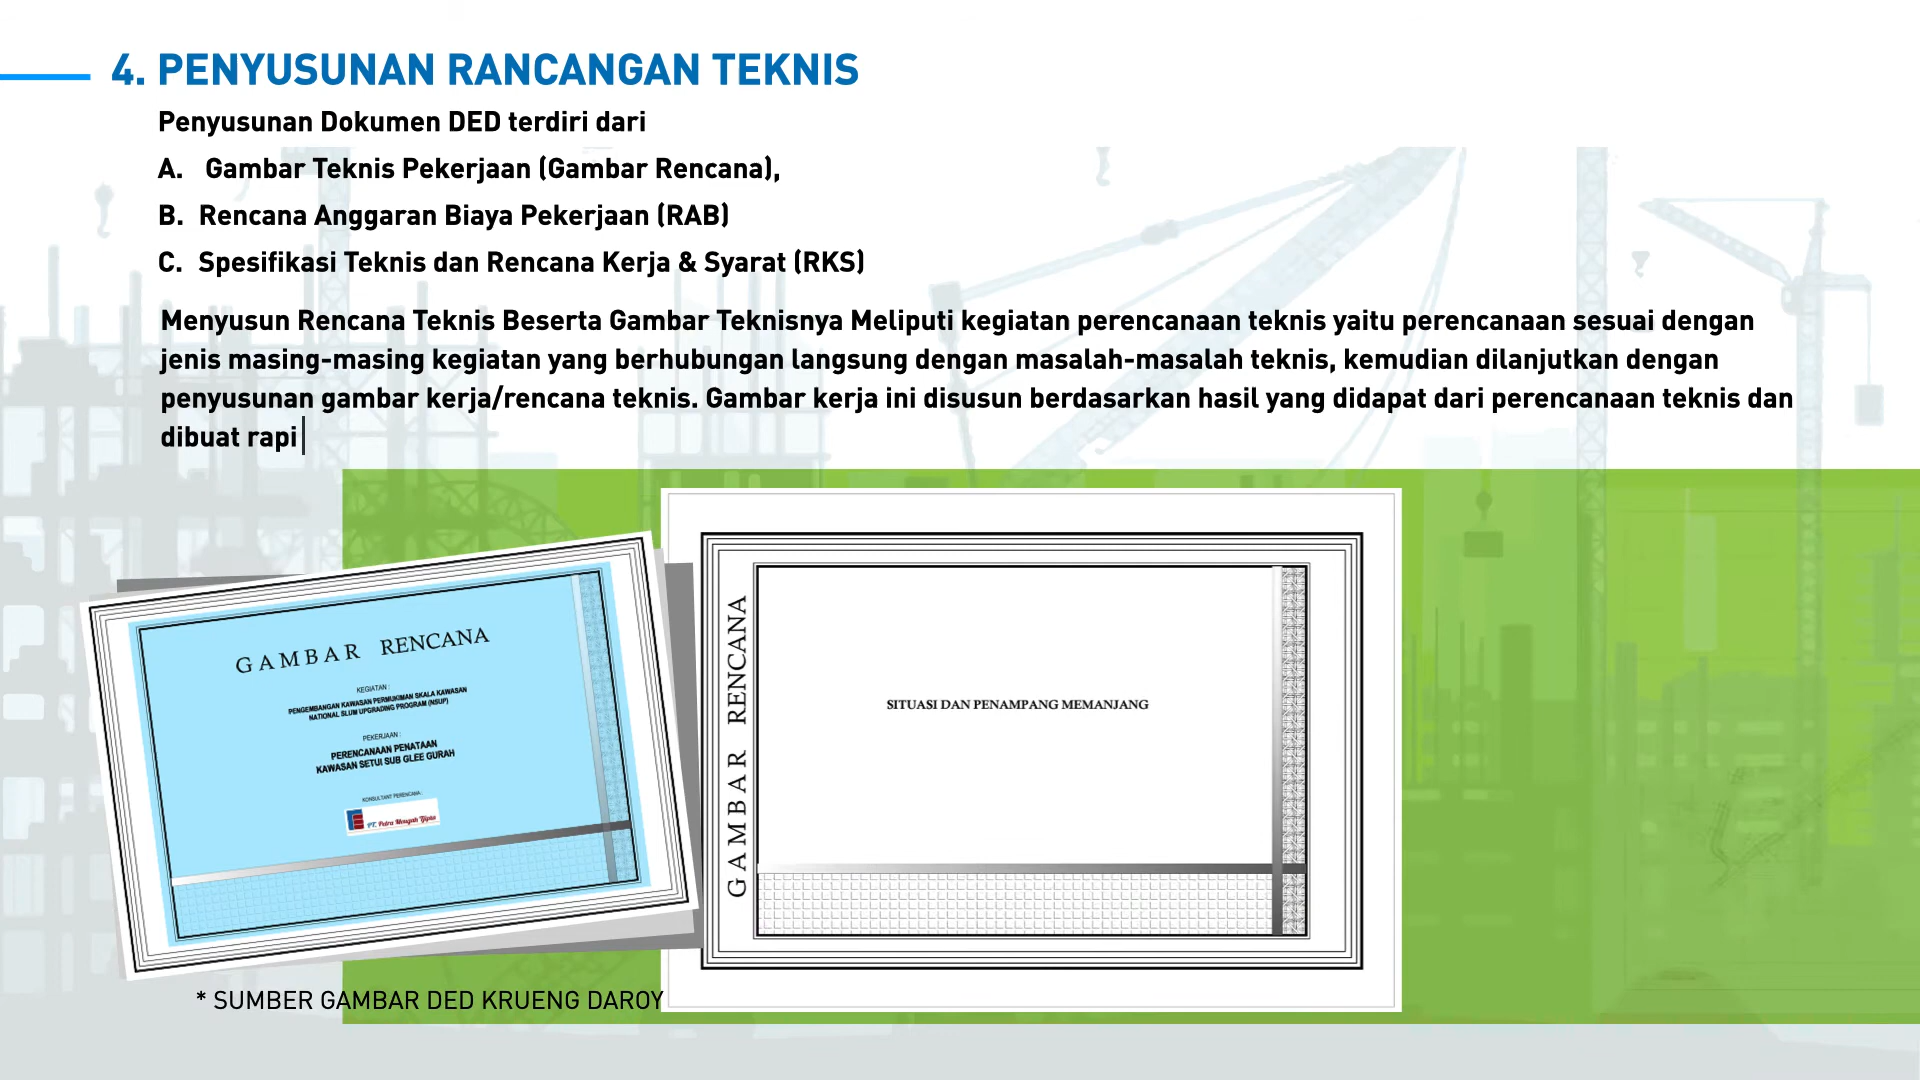 4. PENYUSUNAN RANCANGAN TEKNIS
Penyusunan Dokumen DED terdiri dari
A. Gambar Teknis Pekerjaan (Gambar Rencana),
B. Rencana Anggaran Biaya Pekerjaan (RAB)
C. Spesifikasi Teknis dan Rencana Kerja & Syarat (RKS)
Menyusun Rencana Teknis Beserta Gambar Teknisnya Meliputi kegiatan perencanaan teknis yaitu perencanaan sesuai dengan
jenis masing-masing kegiatan yang berhubungan langsung dengan masalah-masalah teknis, kemudian dilanjutkan dengan
penyusunan gambar kerja/rencana teknis. Gambar kerja ini disusun berdasarkan hasil yang didapat dari perencanaan teknis dan
dibuat rapi
GAMBAR RENCANA
KEGIATAN :
PENGEMBANGAN KAWASAN PERMUKIMAN SKALA KAWASAN
NATIONAL SLUM UPGRADING PROGRAM (NSUP)
PEKERJAAN :
PERENCANAAN PENATAAN
KAWASAN SETUI SUB GLEE GURAH
KONSULTANT PERENCANA :
PT. Patra Mougah Tjipta
GAMBAR RENCANA
SITUASI DAN PENAMPANG MEMANJANG
* SUMBER GAMBAR DED KRUENG DAROY